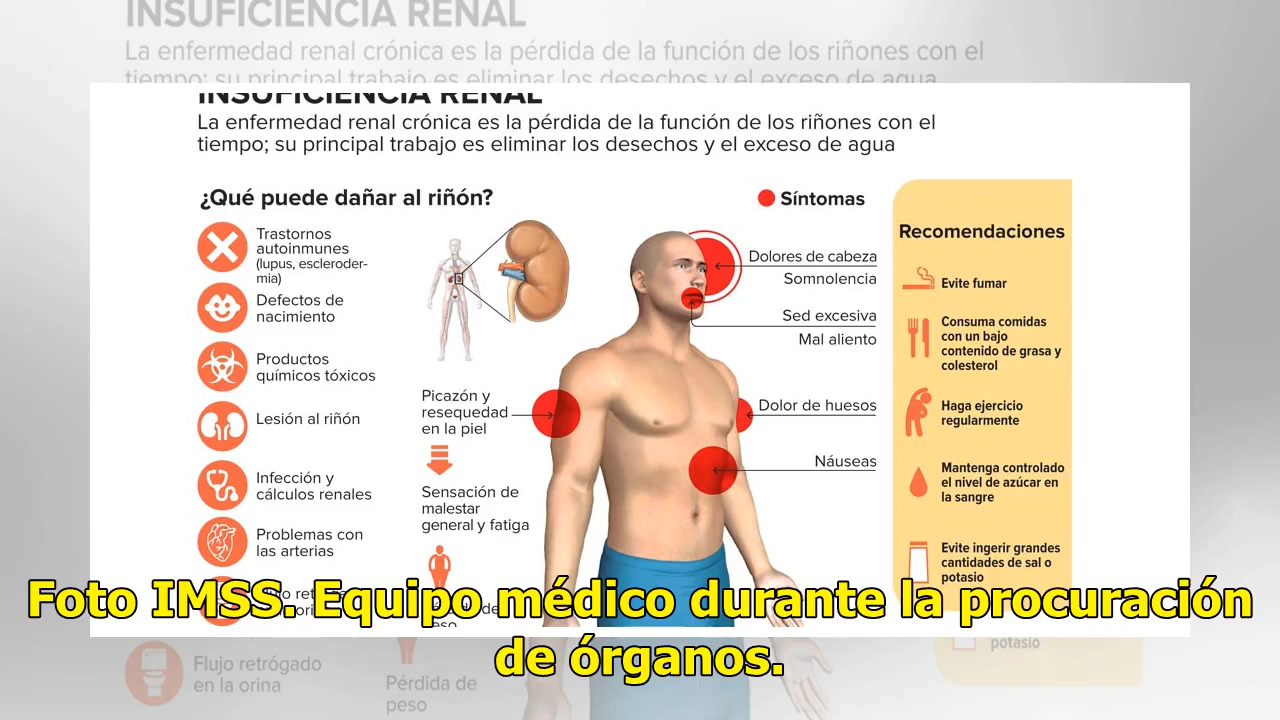 INSUFICIENCIA RENAL
La enfermedad renal crónica es la pérdida de la función de los riñones con el
tiempo; su principal trabajo es eliminar los desechos y el exceso de agua
INSUFICIENCIA RENAL
La enfermedad renal crónica es la pérdida de la función de los riñones con el
tiempo; su principal trabajo es eliminar los desechos y el exceso de agua
¿Qué puede dañar al riñón?
Trastornos
autoinmunes
(lupus, escleroder-
mia)
Defectos de
nacimiento
Productos
químicos tóxicos
Lesión al riñón
Infección y
cálculos renales
Problemas con
las arterias
Picazón y
resequedad
en la piel
Sensación de
malestar
general y fatiga
Síntomas
Dolores de cabeza
Somnolencia
Sed excesiva
Mal aliento
Dolor de huesos
Náuseas
Recomendaciones
Evite fumar
Consuma comidas
con un bajo
contenido de grasa y
colesterol
Haga ejercicio
regularmente
Mantenga controlado
el nivel de azúcar en
la sangre
Evite ingerir grandes
cantidades de sal o
potasio
Foto IMSS. Equipo médico durante la procuración
de órganos.
Flujo retrógado
en la orina
Pérdida de
peso
potasio